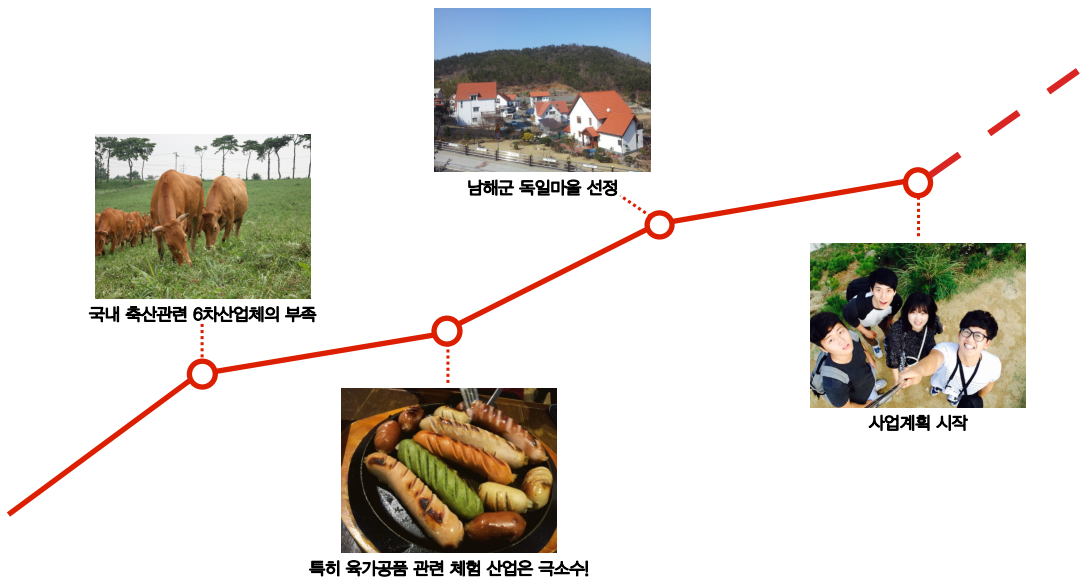 국내 축산관련 6차산업체의 부족
특히 육가공품 관련 체험 산업은 극소수!
남해군 독일마을 선정
사업계획 시작